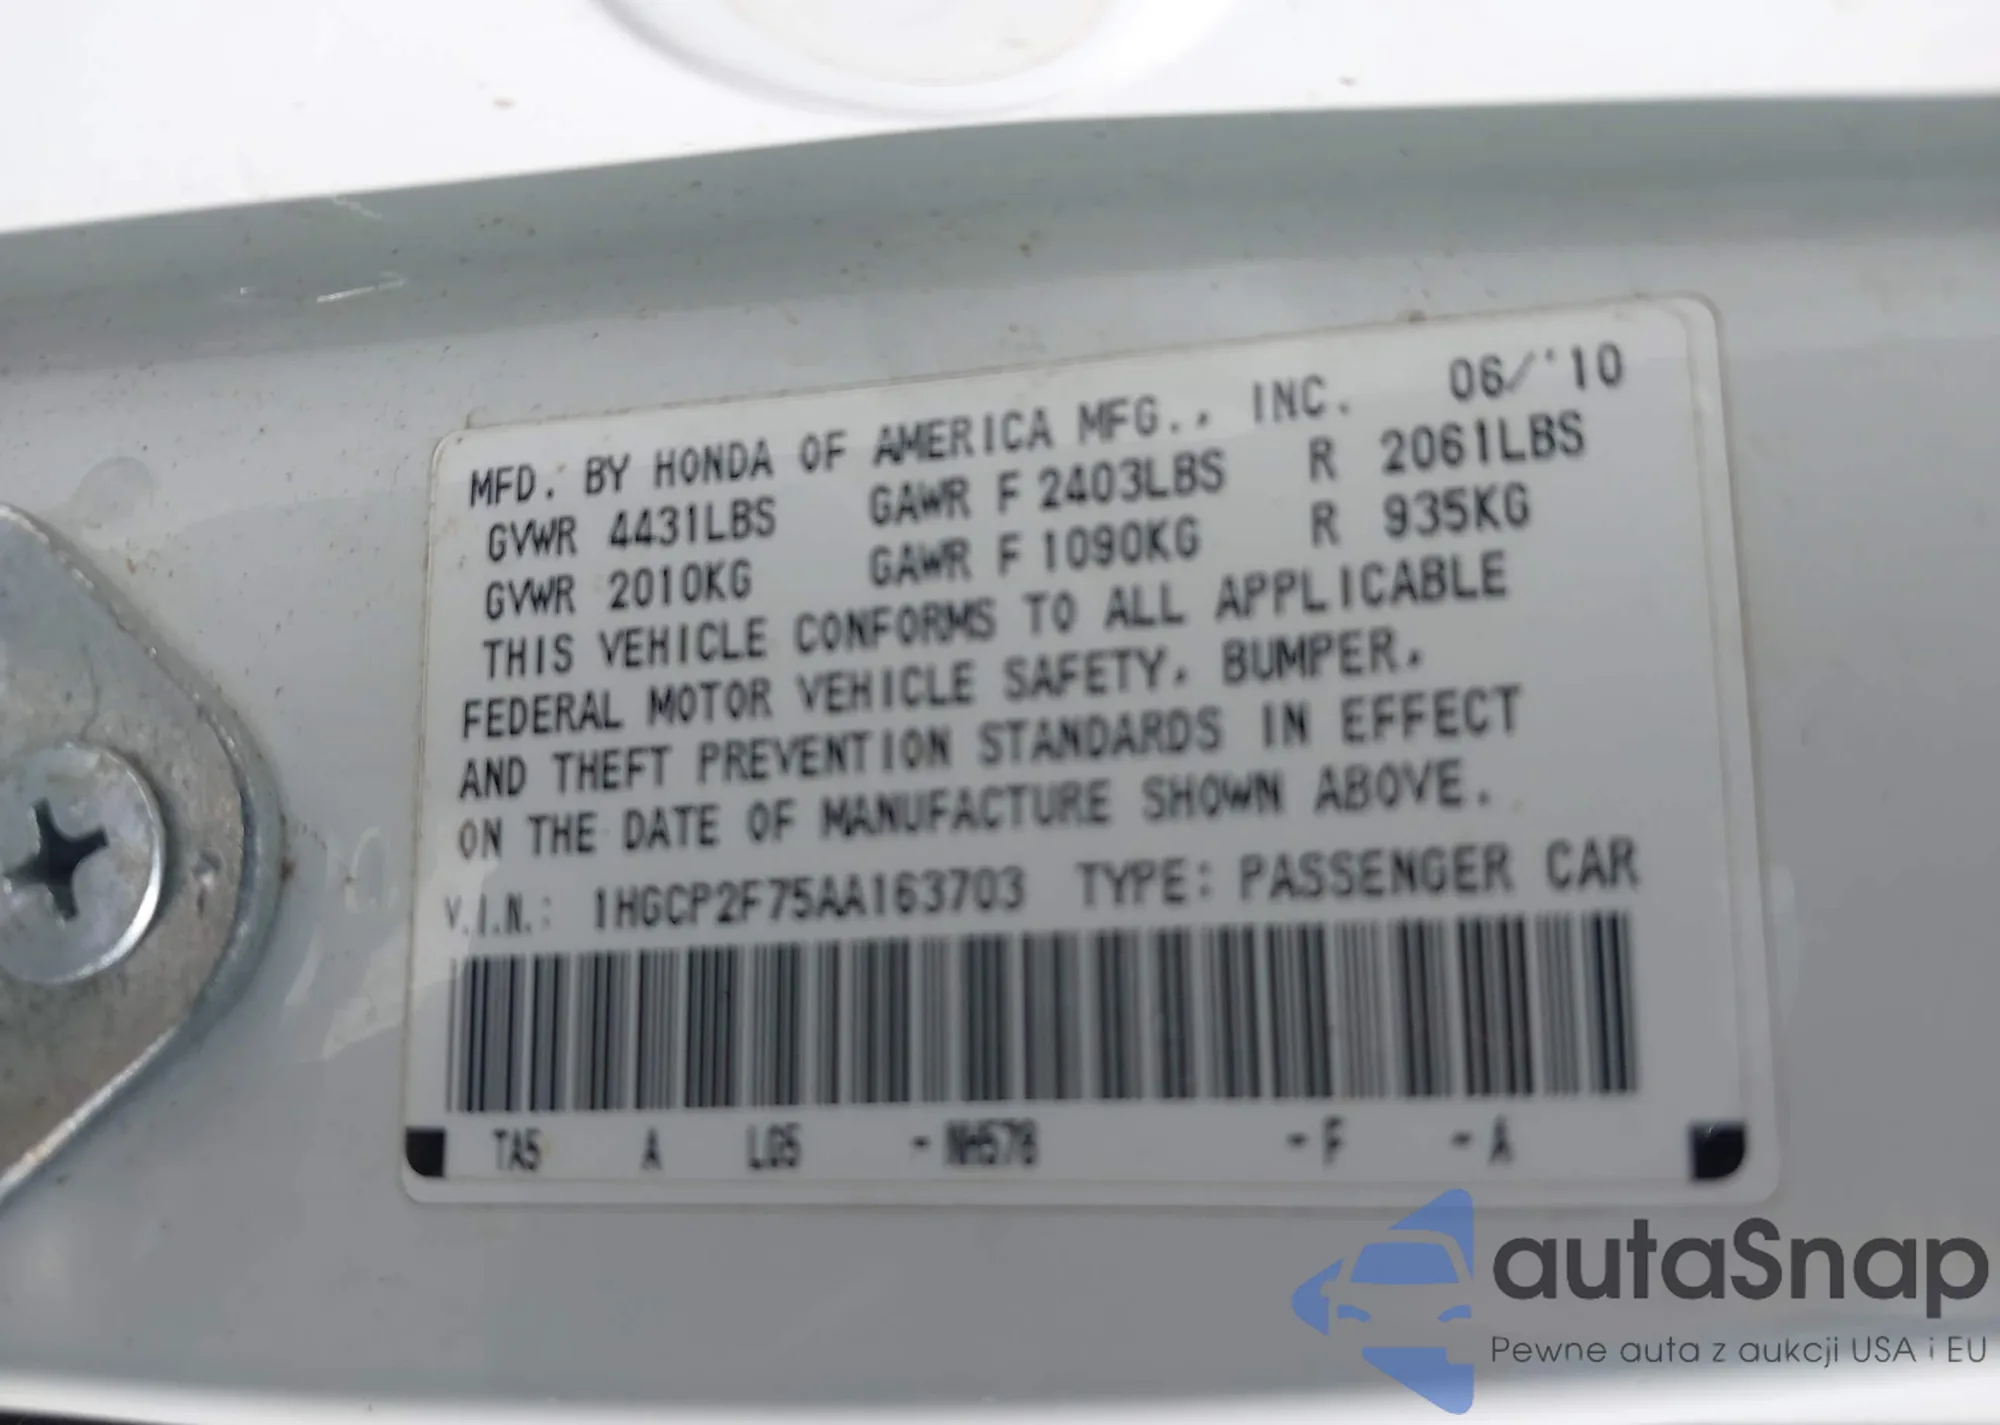 MFD. BY HONDA OF AMERICA MFG., INC. 06/'10
GVWR 4431LBS GAWR F 2403LBS R 2061LBS
GVWR 2010KG GAWR F 1090KG R 935KG
THIS VEHICLE CONFORMS TO ALL APPLICABLE
FEDERAL MOTOR VEHICLE SAFETY, BUMPER,
AND THEFT PREVENTION STANDARDS IN EFFECT
ON THE DATE OF MANUFACTURE SHOWN ABOVE.
V.I.N.: 1HGCP2F75AA163703 TYPE: PASSENGER CAR
TA5 A LG5 -NH578 -F -A
autaSnap
Pewne auta z aukcji USA i EU